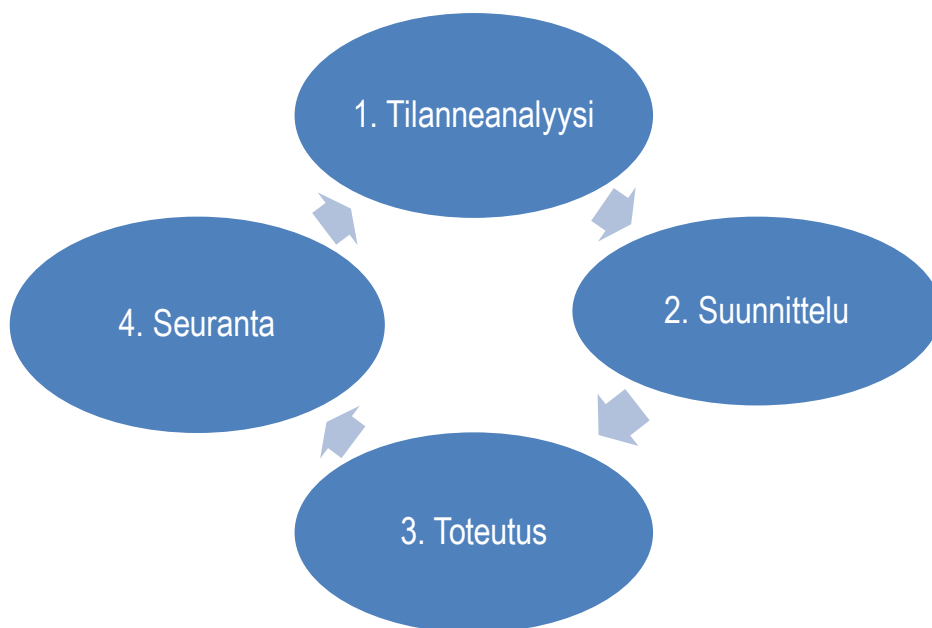 1. Tilanneanalyysi
2. Suunnittelu
3. Toteutus
4. Seuranta